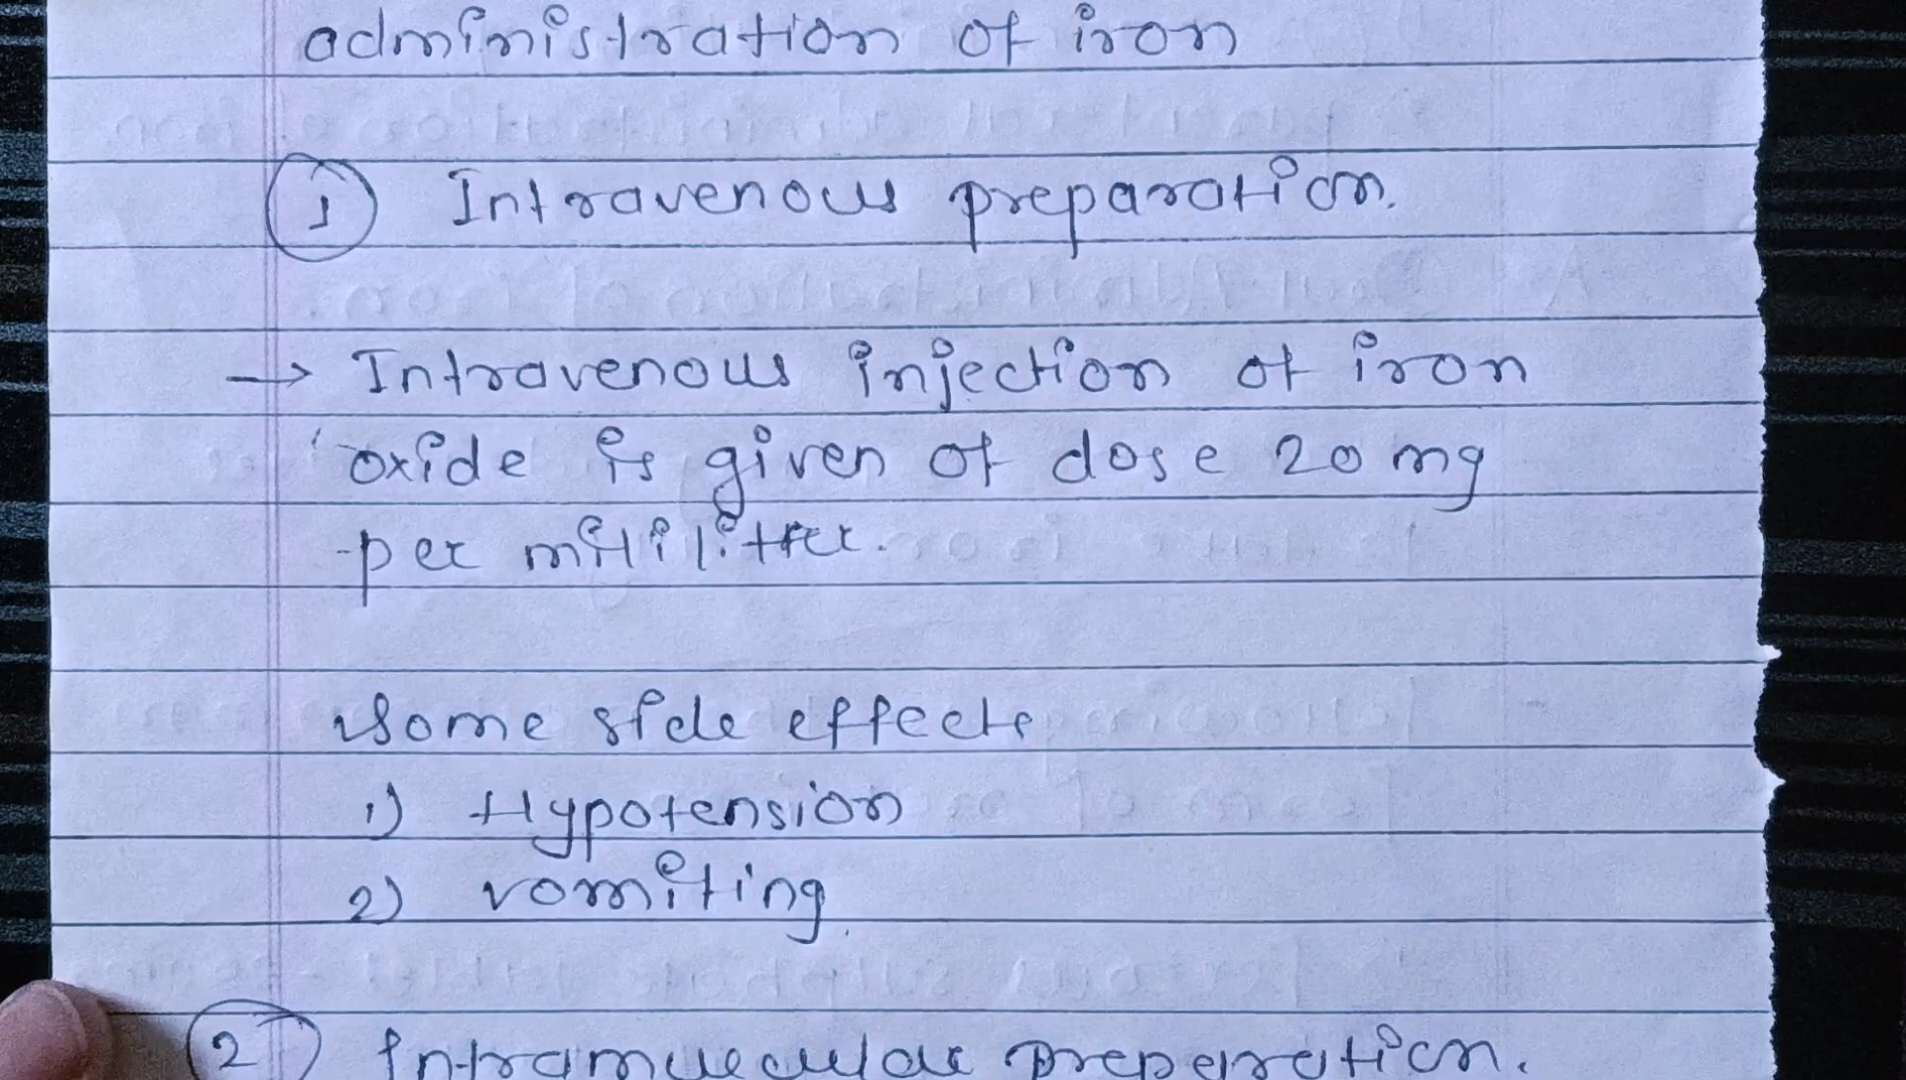 administration of iron
1 Intravenous preparation.
→ Intravenous injection of iron
oxide is given of dose 20 mg
per mililitter.
Some side effects
1) Hypotension
2) vomiting.
2 Intramuscular preparation.